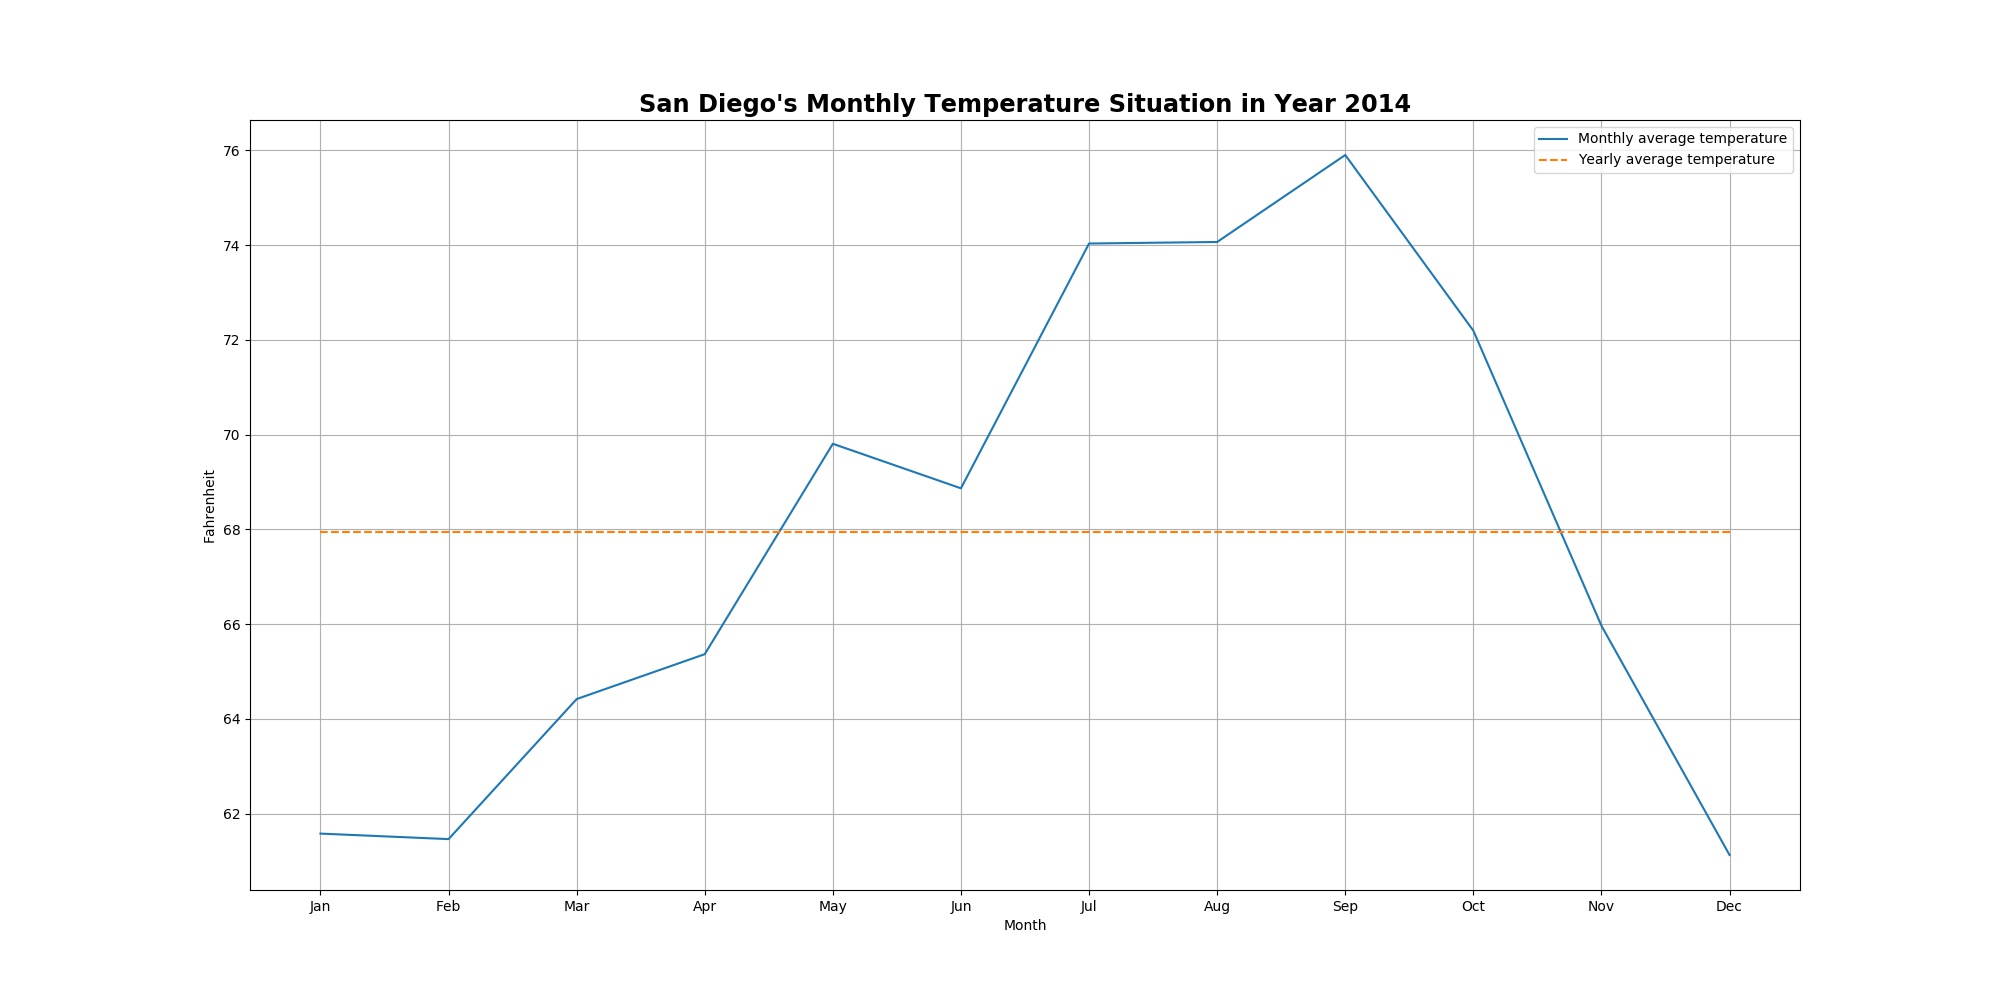 San Diego's Monthly Temperature Situation in Year 2014
Monthly average temperature
Yearly average temperature
76
74
72
70
68
66
64
62
Fahrenheit
Jan Feb Mar Apr May Jun Jul Aug Sep Oct Nov Dec
Month